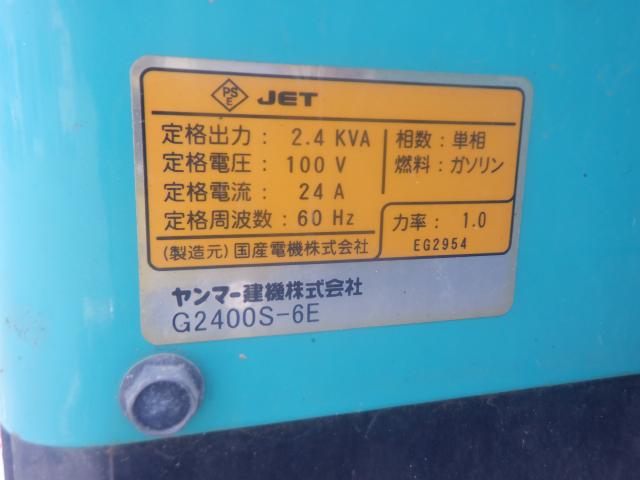 PS E JET
定格出力: 2.4 KVA
定格電圧: 100 V
定格電流: 24 A
定格周波数: 60 Hz
相数: 単相
燃料: ガソリン
力率: 1.0
EG2954
(製造元) 国産電機株式会社
ヤンマー建機株式会社
G2400S-6E